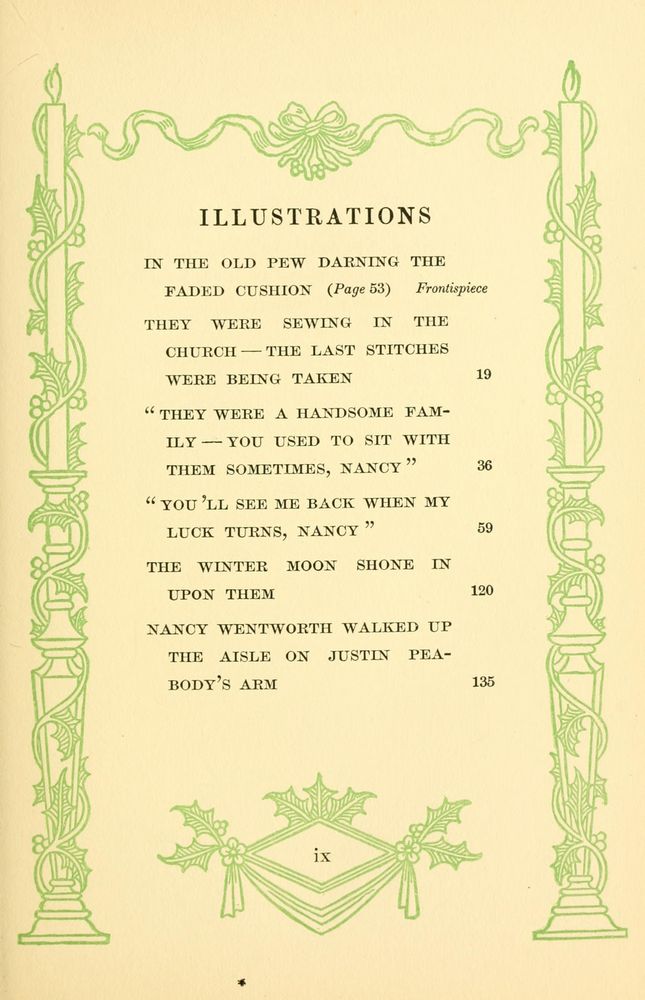 ILLUSTRATIONS
IN THE OLD PEW DARNING THE
FADED CUSHION (Page 53) Frontispiece
THEY WERE SEWING IN THE
CHURCH — THE LAST STITCHES
WERE BEING TAKEN 19
“ THEY WERE A HANDSOME FAM-
ILY — YOU USED TO SIT WITH
THEM SOMETIMES, NANCY ” 36
“ YOU ’LL SEE ME BACK WHEN MY
LUCK TURNS, NANCY ” 59
THE WINTER MOON SHONE IN
UPON THEM 120
NANCY WENTWORTH WALKED UP
THE AISLE ON JUSTIN PEA-
BODY’S ARM 135
ix